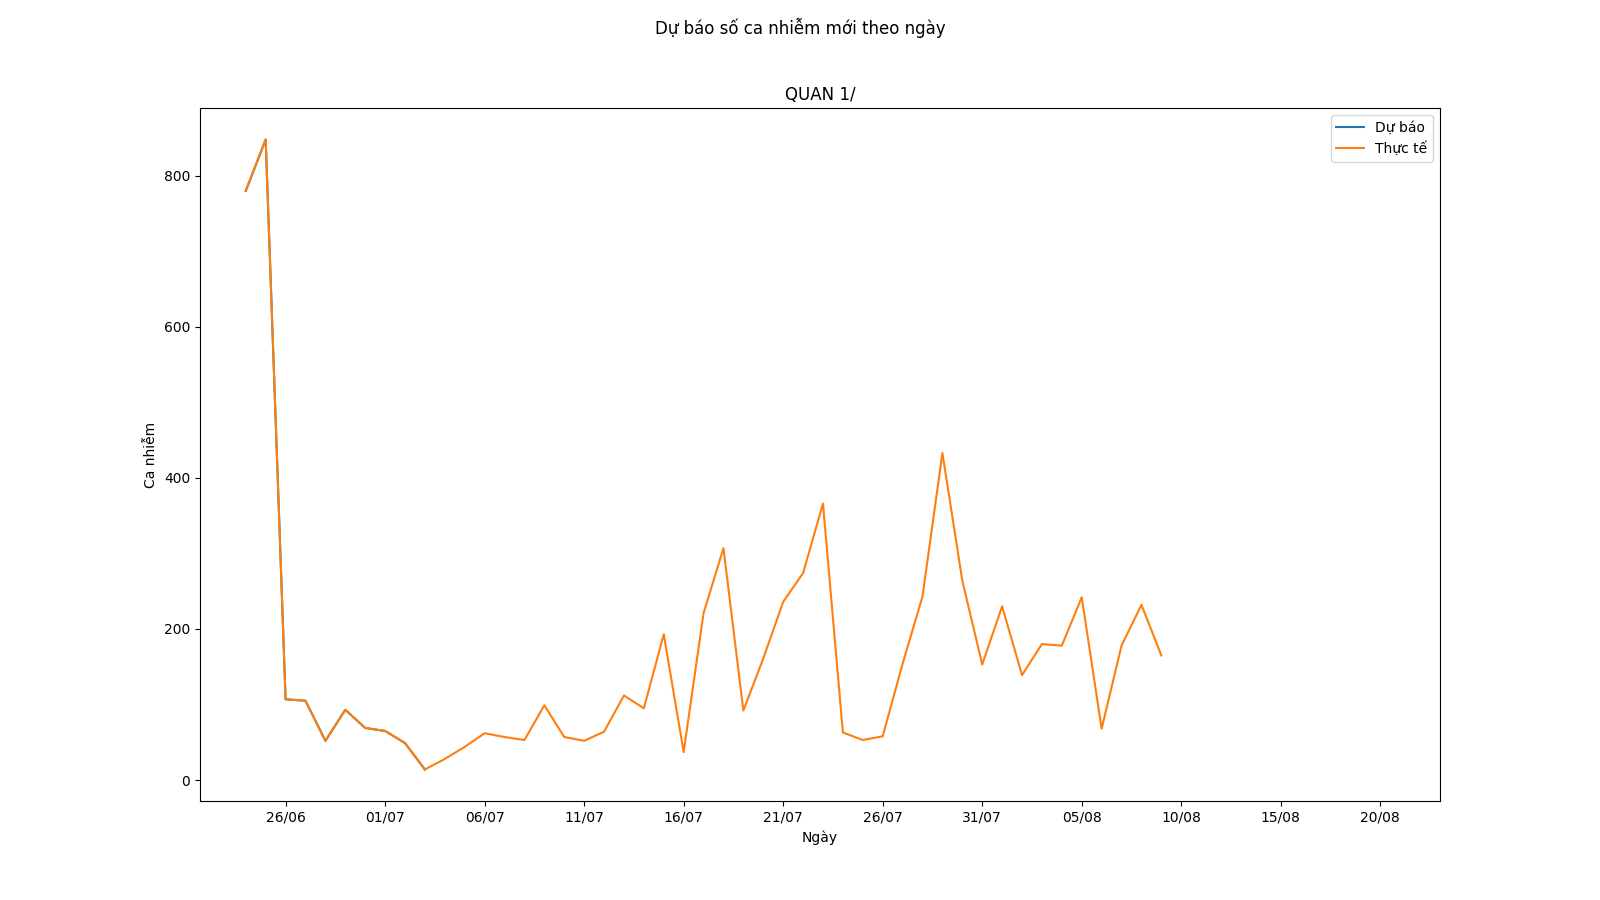 Dự báo số ca nhiễm mới theo ngày
QUAN 1/
Dự báo
Thực tế
Ca nhiễm
800
600
400
200
0
26/06 01/07 06/07 11/07 16/07 21/07 26/07 31/07 05/08 10/08 15/08 20/08
Ngày